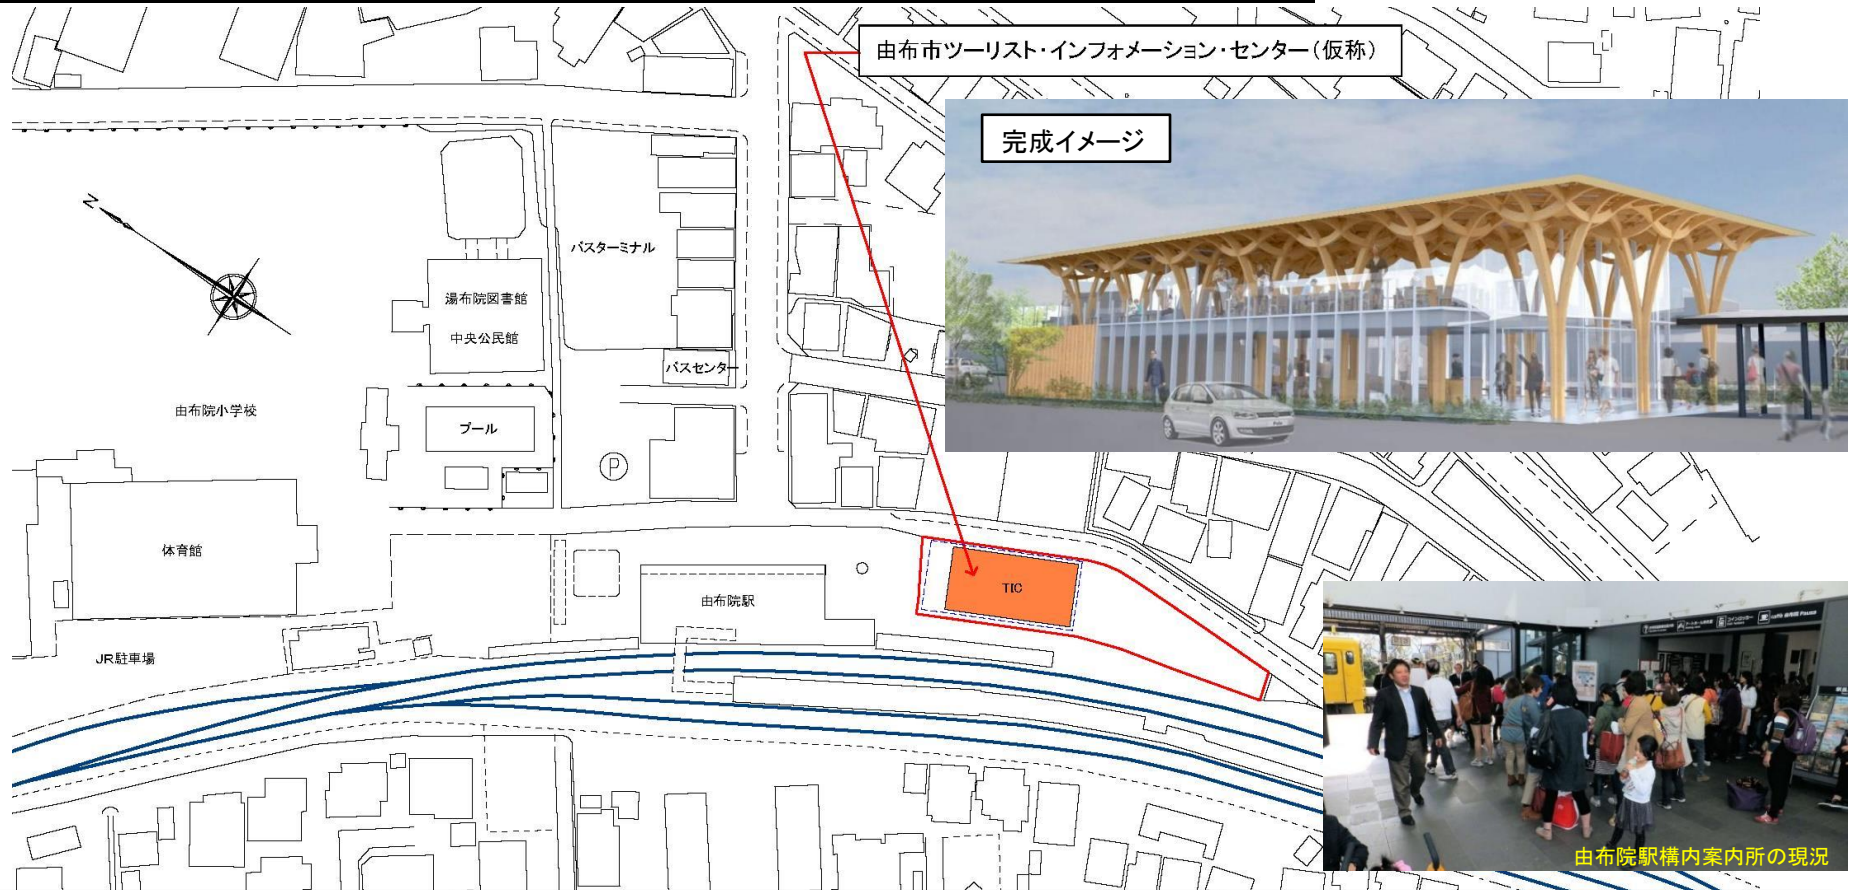 由布市ツーリスト・インフォメーション・センター(仮称)
完成イメージ
N
バスターミナル
湯布院図書館
中央公民館
バスセンター
由布院小学校
プール
P
体育館
TIC
由布院駅
JR駐車場
由布院駅構内案内所の現況